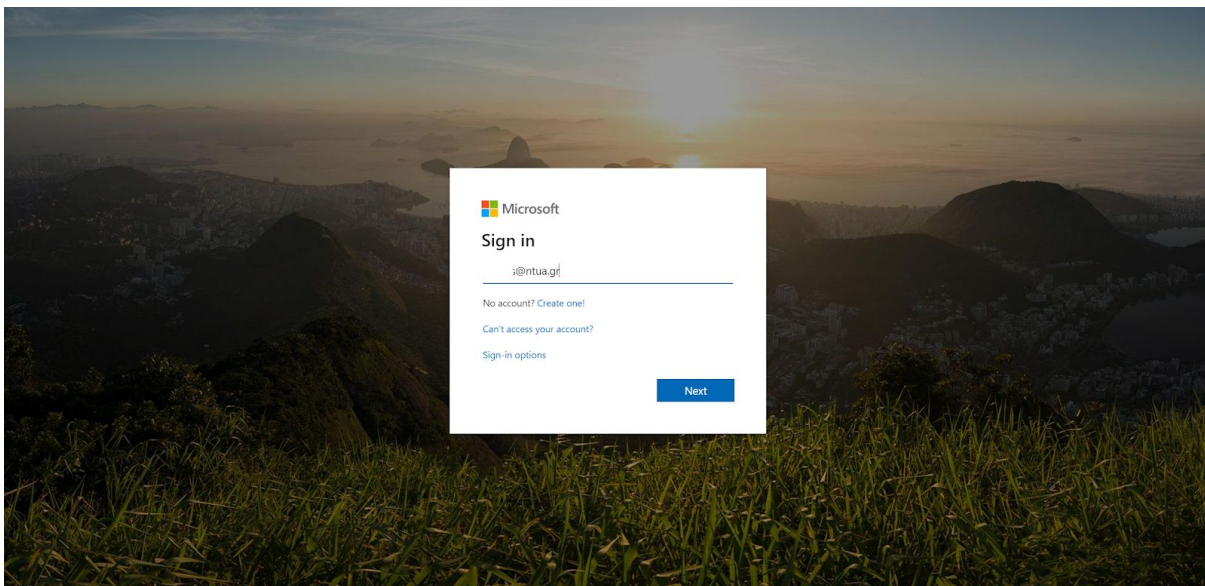 Microsoft
Sign in
s@ntua.gr
No account? Create one!
Can't access your account?
Sign-in options
Next